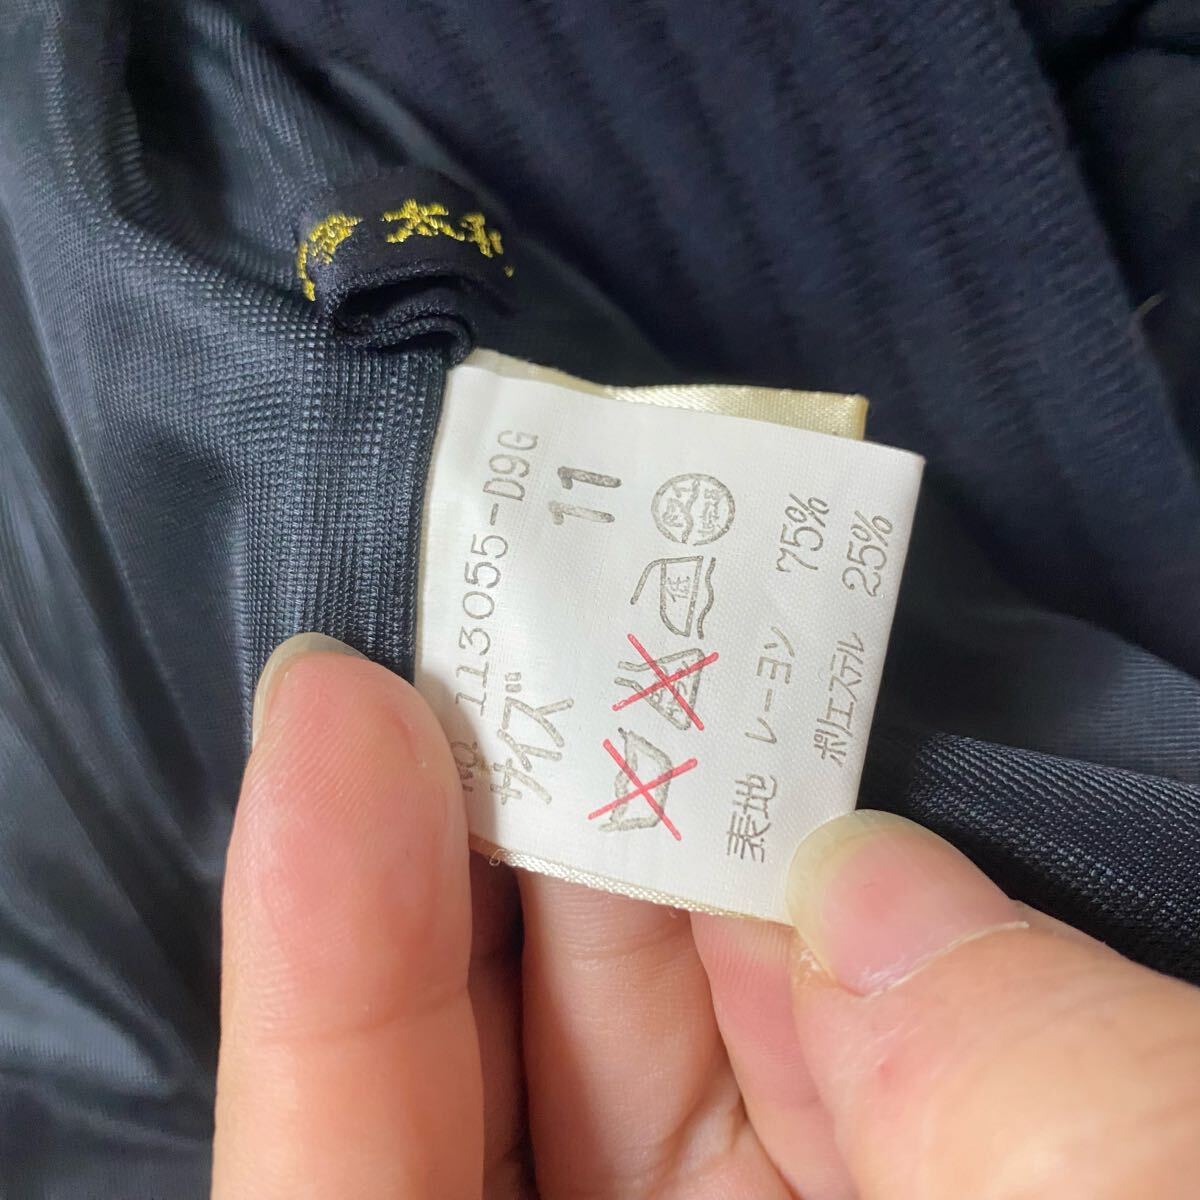 No 113055-D9G
サイズ 11
低
表地 レーヨン 75%
ポリエステル 25%